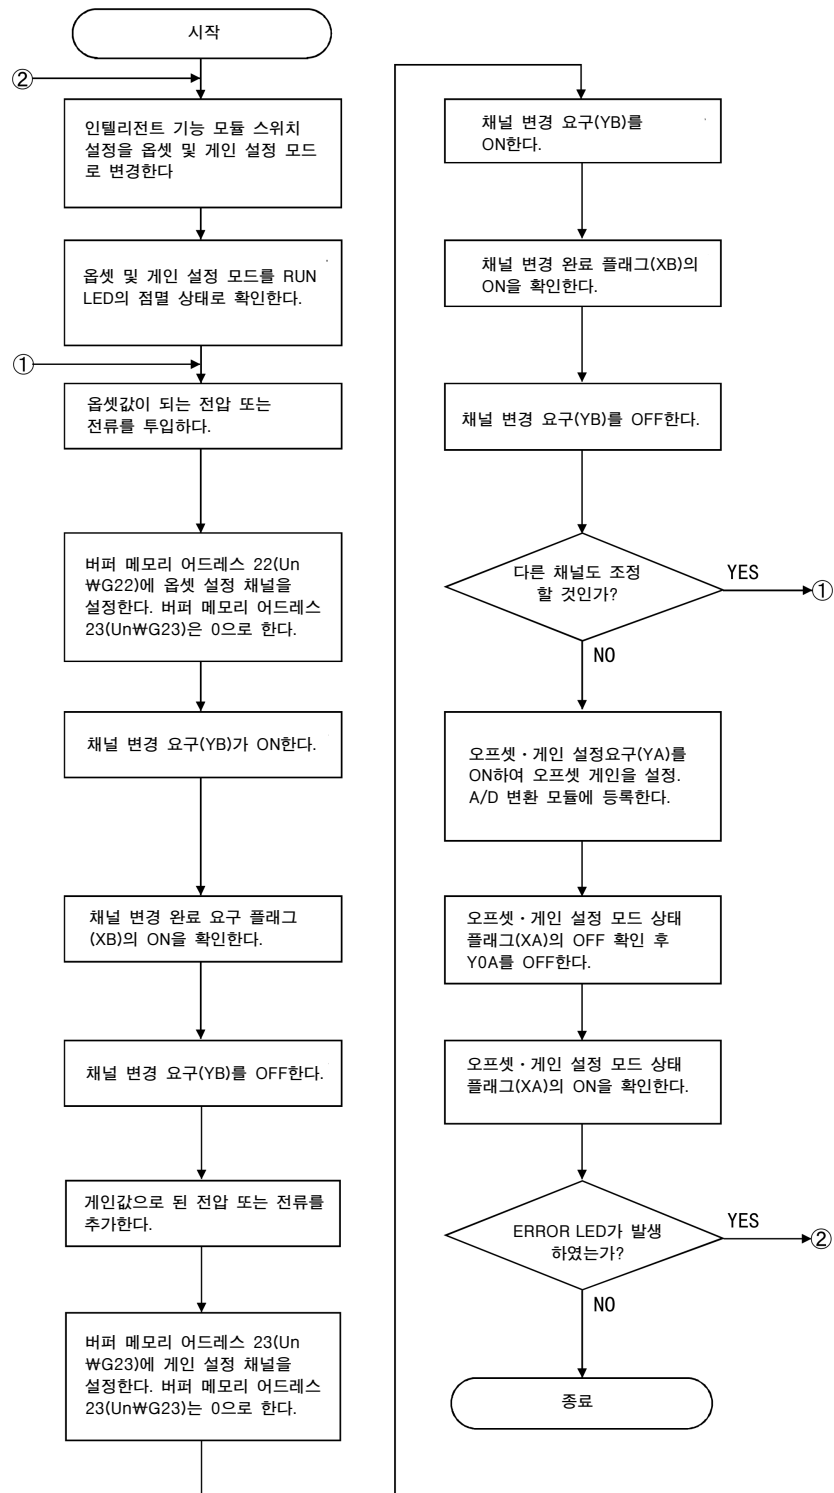 시작
②
인텔리전트 기능 모듈 스위치
설정을 옵셋 및 게인 설정 모드
로 변경한다
옵셋 및 게인 설정 모드를 RUN
LED의 점멸 상태로 확인한다.
①
옵셋값이 되는 전압 또는
전류를 투입하다.
버퍼 메모리 어드레스 22(Un
₩G22)에 옵셋 설정 채널을
설정한다. 버퍼 메모리 어드레스
23(Un₩G23)은 0으로 한다.
채널 변경 요구(YB)가 ON한다.
채널 변경 완료 요구 플래그
(XB)의 ON을 확인한다.
채널 변경 요구(YB)를 OFF한다.
게인값으로 된 전압 또는 전류를
추가한다.
버퍼 메모리 어드레스 23(Un
₩G23)에 게인 설정 채널을
설정한다. 버퍼 메모리 어드레스
23(Un₩G23)는 0으로 한다.
채널 변경 요구(YB)를
ON한다.
채널 변경 완료 플래그(XB)의
ON을 확인한다.
채널 변경 요구(YB)를 OFF한다.
다른 채널도 조정
할 것인가?
YES
①
NO
오프셋・게인 설정요구(YA)를
ON하여 오프셋 게인을 설정.
A/D 변환 모듈에 등록한다.
오프셋・게인 설정 모드 상태
플래그(XA)의 OFF 확인 후
Y0A를 OFF한다.
오프셋・게인 설정 모드 상태
플래그(XA)의 ON을 확인한다.
ERROR LED가 발생
하였는가?
YES
②
NO
종료